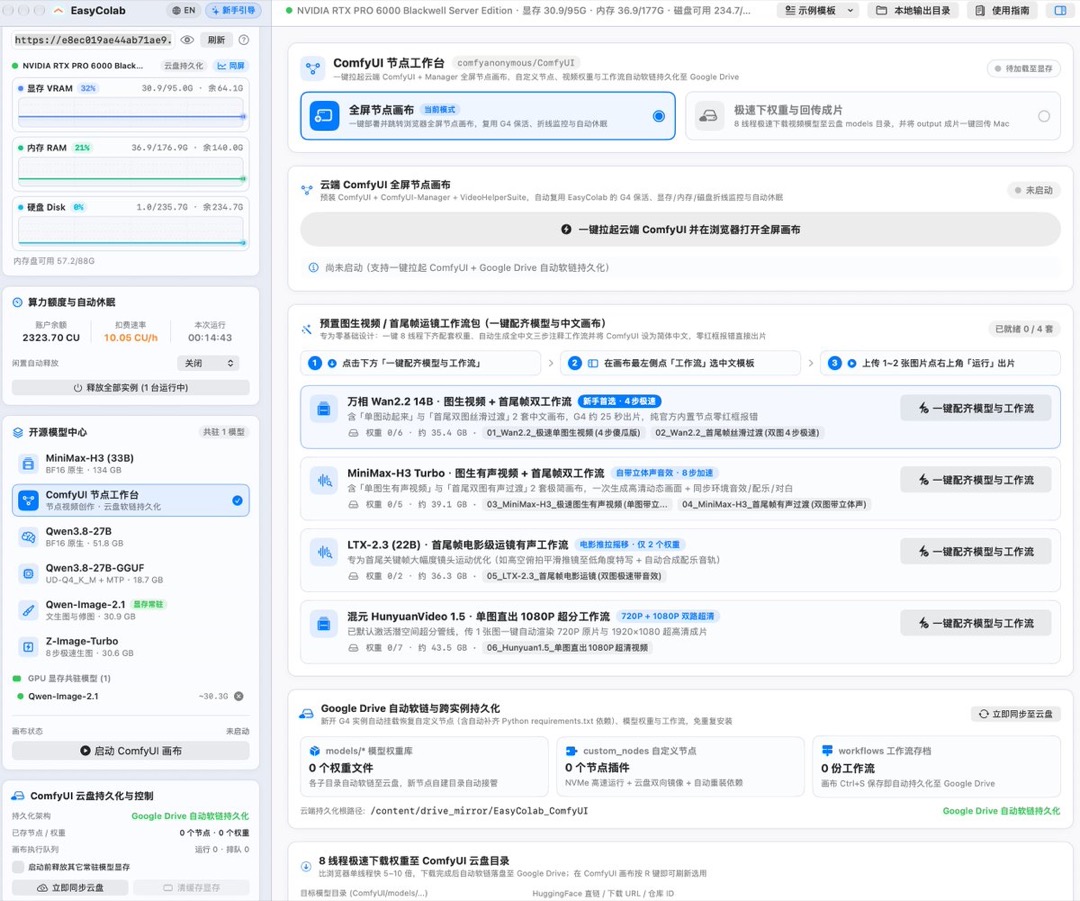 EasyColab
EN
新手引导
https://e8ec019ae44ab71ae9.
刷新
NVIDIA RTX PRO 6000 Black...
云盘持久化
同屏
显存 VRAM 32% 30.9/95.0G · 余64.1G
内存 RAM 21% 36.9/176.9G · 余140.0G
硬盘 Disk 0% 1.0/235.7G · 余234.7G
内存盘可用 57.2/88G
算力额度与自动休眠
账户余额 扣费速率 本次运行
2323.70 CU 10.05 CU/h 00:14:43
闲置自动释放 关闭
释放全部实例 (1 台运行中)
开源模型中心 共驻 1 模型
MiniMax-H3 (33B)
BF16 原生 · 134 GB
ComfyUI 节点工作台
节点视频创作 · 云盘软链持久化
Qwen3.8-27B
BF16 原生 · 51.8 GB
Qwen3.8-27B-GGUF
UD-Q4_K_M + MTP · 18.7 GB
Qwen-Image-2.1 显存常驻
文生图与修图 · 30.9 GB
Z-Image-Turbo
8步极速生图 · 30.6 GB
GPU 显存共驻模型 (1)
Qwen-Image-2.1 ~30.3G
画布状态 未启动
启动 ComfyUI 画布
ComfyUI 云盘持久化与控制
持久化架构 Google Drive 自动软链持久化
已存节点 / 权重 0 个节点 · 0 个权重
画布执行队列 运行 0 · 排队 0
启动前释放其它常驻模型显存
立即同步云盘 清缓存显存
NVIDIA RTX PRO 6000 Blackwell Server Edition · 显存 30.9/95G · 内存 36.9/177G · 磁盘可用 234.7/...
示例模板
本地输出目录
使用指南
ComfyUI 节点工作台 comfyanonymous/ComfyUI
一键拉起云端 ComfyUI + Manager 全屏节点画布，自定义节点、视频权重与工作流自动软链持久化至 Google Drive
待加载至显存
全屏节点画布 当前模式
一键部署并跳转浏览器全屏节点画布，复用 G4 保活、折线监控与自动休眠
极速下权重与回传成片
8 线程极速下载视频模型至云盘 models 目录，并将 output 成片一键回传 Mac
云端 ComfyUI 全屏节点画布
预装 ComfyUI + ComfyUI-Manager + VideoHelperSuite，自动复用 EasyColab 的 G4 保活、显存/内存/磁盘折线监控与自动休眠
未启动
一键拉起云端 ComfyUI 并在浏览器打开全屏画布
尚未启动（支持一键拉起 ComfyUI + Google Drive 自动软链持久化）
预置图生视频 / 首尾帧运镜工作流包（一键配齐模型与中文画布）
专为零基础设计：一键 8 线程下齐配套权重、自动生成全中文三步注释工作流并将 ComfyUI 设为简体中文，零红框报错直接出片
已就绪 0 / 4 套
1 点击下方「一键配齐模型与工作流」
2 在画布最左侧点「工作流」选中文模板
3 上传 1~2 张图片点右上角「运行」出片
万相 Wan2.2 14B · 图生视频 + 首尾帧双工作流 新手首选 · 4步极速
含「单图动起来」与「首尾双图丝滑过渡」2 套中文画布，G4 约 25 秒出片，纯官方内置节点零红框报错
权重 0/6 · 约 35.4 GB · 01_Wan2.2_极速单图生视频 (4步傻瓜版) 02_Wan2.2_首尾帧丝滑过渡 (双图4步极速)
一键配齐模型与工作流
MiniMax-H3 Turbo · 图生有声视频 + 首尾帧双工作流 自带立体声音效 · 8步加速
含「单图生有声视频」与「首尾双图有声过渡」2 套极简画布，一次生成高清动态画面 + 同步环境音效/配乐/对白
权重 0/5 · 约 39.1 GB · 03_MiniMax-H3_极速图生有声视频 (单图带立... 04_MiniMax-H3_首尾帧有声过渡 (双图带立体声)
一键配齐模型与工作流
LTX-2.3 (22B) · 首尾帧电影级运镜有声工作流 电影推拉摇移 · 仅 2 个权重
专为首尾关键帧大幅度镜头运动优化（如高空俯拍平滑推镜至低角度特写 + 自动合成配乐音轨）
权重 0/2 · 约 36.3 GB · 05_LTX-2.3_首尾帧电影运镜 (双图极速带音效)
一键配齐模型与工作流
混元 HunyuanVideo 1.5 · 单图直出 1080P 超分工作流 720P + 1080P 双路超清
已默认激活潜空间超分管线，传 1 张图一键自动渲染 720P 原片与 1920×1080 超高清成片
权重 0/7 · 约 43.5 GB · 06_Hunyuan1.5_单图直出1080P超清视频
一键配齐模型与工作流
Google Drive 自动软链与跨实例持久化
新开 G4 实例自动挂载恢复自定义节点（含自动补齐 Python requirements.txt 依赖）、模型权重与工作流，免重复安装
立即同步至云盘
models/* 模型权重库
0 个权重文件
各子目录自动软链至云盘，新节点自建目录自动接管
custom_nodes 自定义节点
0 个节点插件
NVMe 高速运行 + 云盘双向镜像 + 自动重装依赖
workflows 工作流存档
0 份工作流
画布 Ctrl+S 保存即自动持久化至 Google Drive
云端持久化根路径: /content/drive_mirror/EasyColab_ComfyUI
Google Drive 自动软链持久化
8 线程极速下载权重至 ComfyUI 云盘目录
比浏览器单线程快 5~10 倍，下载完成后自动软链落盘至 Google Drive；在 ComfyUI 画布按 R 键即可刷新选用
目标模型目录 (ComfyUI/models/...)
HuggingFace 直链 / 下载 URL / 仓库 ID